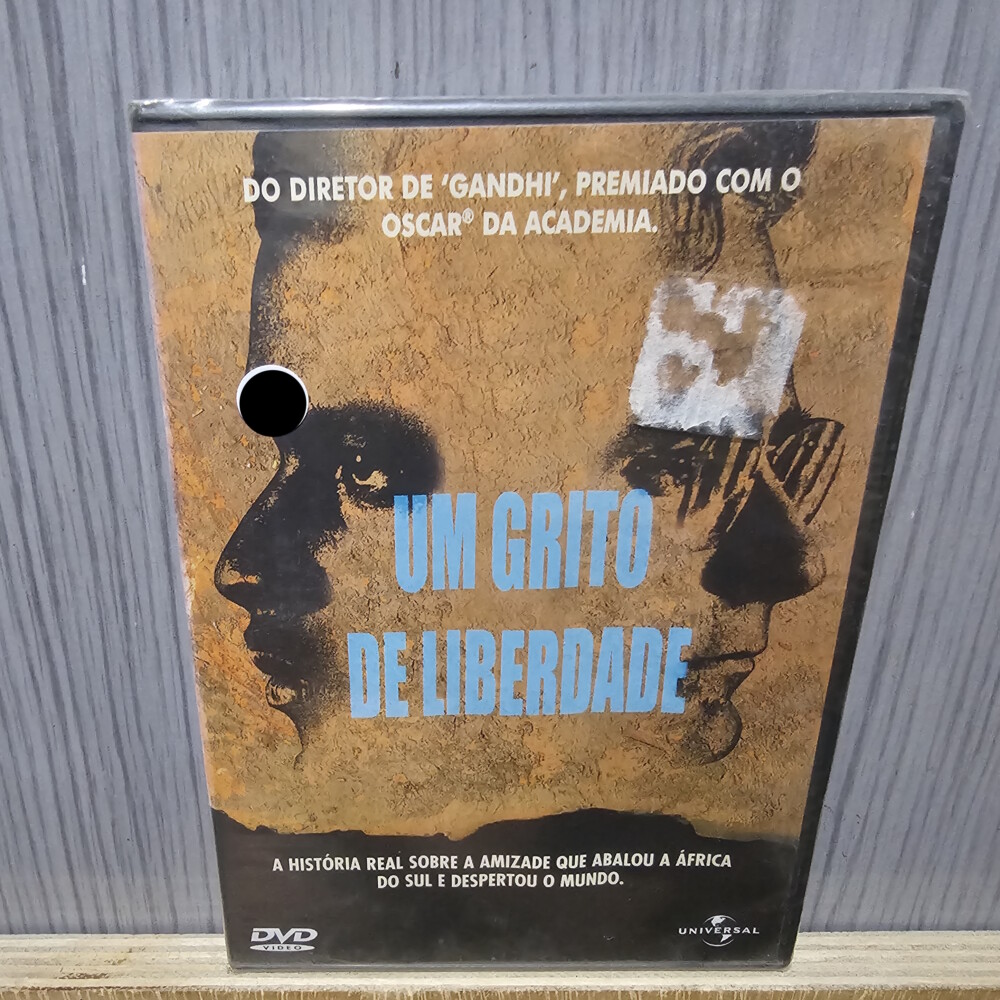 DO DIRETOR DE ‘GANDHI’, PREMIADO COM O
OSCAR® DA ACADEMIA.
UM GRITO
DE LIBERDADE
A HISTÓRIA REAL SOBRE A AMIZADE QUE ABALOU A ÁFRICA
DO SUL E DESPERTOU O MUNDO.
DVD
VIDEO
UNIVERSAL